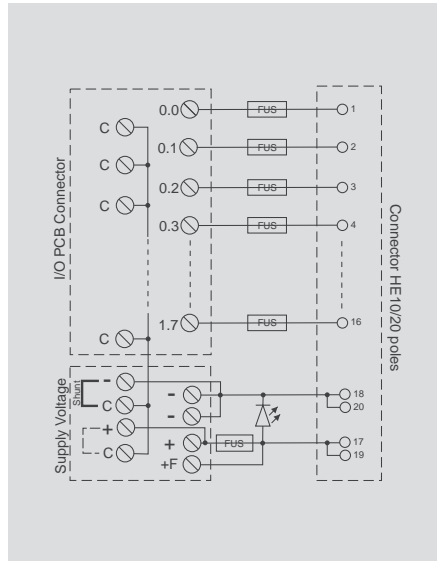 0.0 FUS 1
C
0.1 FUS 2
C
0.2 FUS 3
C
0.3 FUS 4
1.7 FUS 16
C
I/O PCB Connector
Connector HE10/20 poles
Supply Voltage
Shunt
-
- 18
C
- 20
+
+ FUS 17
C
+F 19